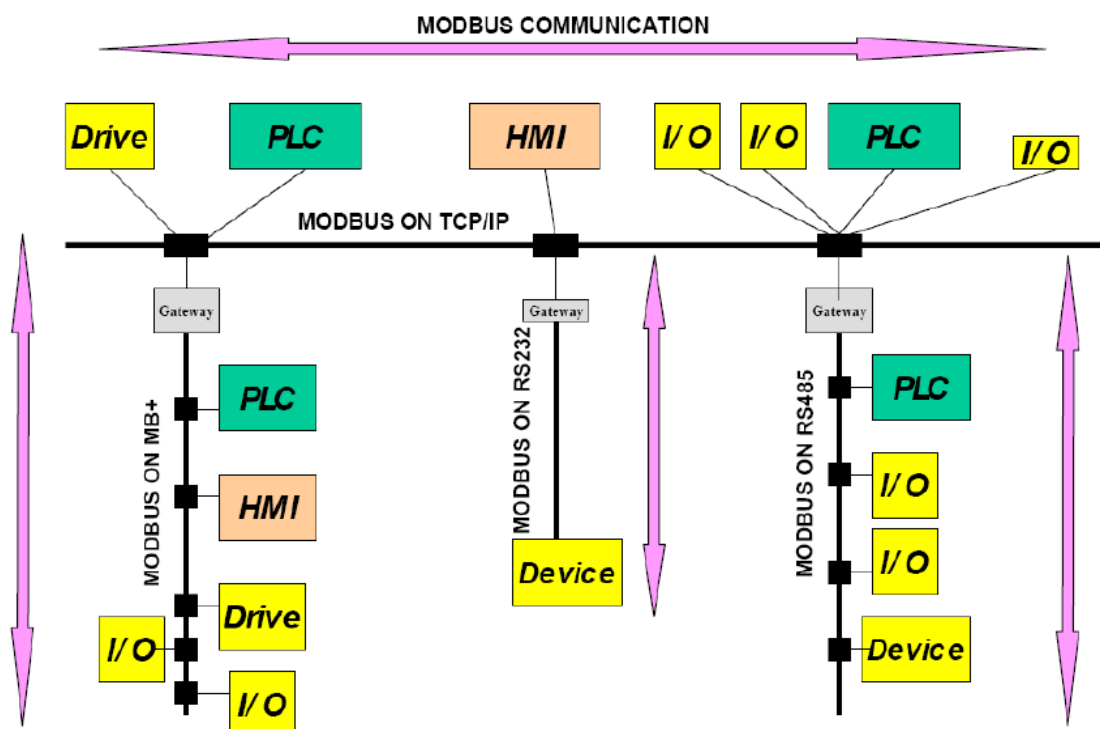 MODBUS COMMUNICATION
Drive
PLC
HMI
I/O
I/O
PLC
I/O
MODBUS ON TCP/IP
Gateway
Gateway
Gateway
MODBUS ON MB+
PLC
HMI
Drive
I/O
I/O
MODBUS ON RS232
Device
MODBUS ON RS485
PLC
I/O
I/O
Device